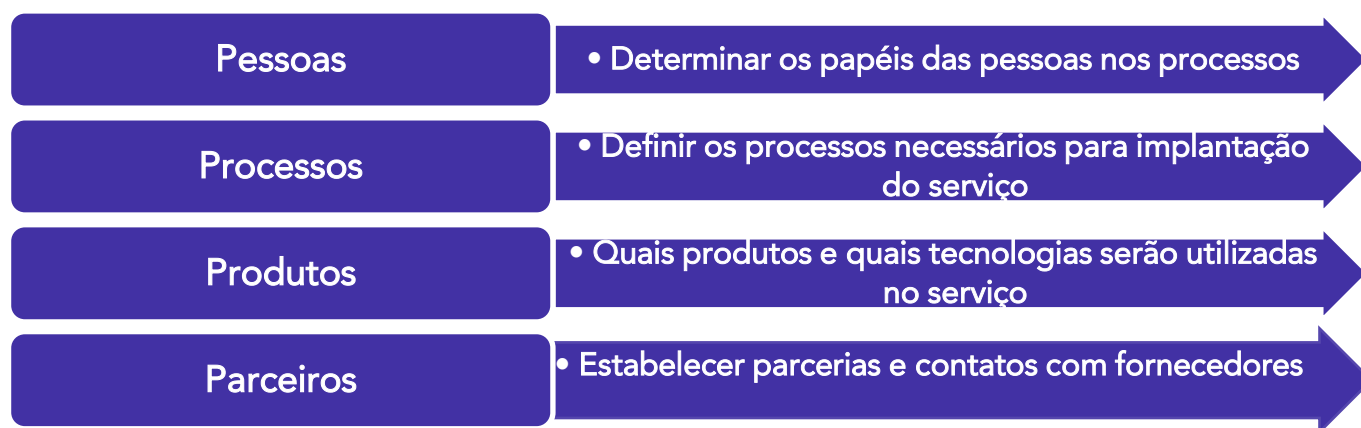 Pessoas
• Determinar os papéis das pessoas nos processos
Processos
• Definir os processos necessários para implantação
do serviço
Produtos
• Quais produtos e quais tecnologias serão utilizadas
no serviço
Parceiros
• Estabelecer parcerias e contatos com fornecedores